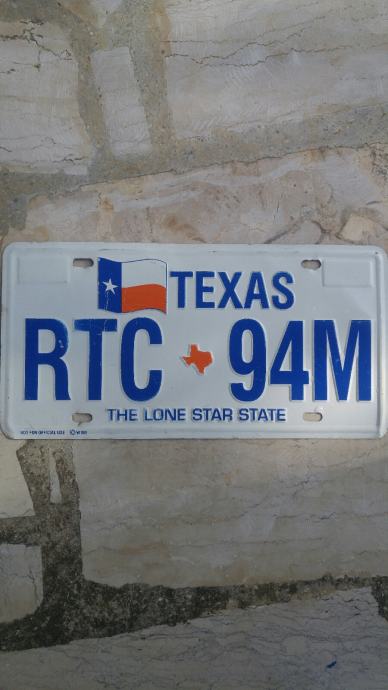 TEXAS
RTC 94M
THE LONE STAR STATE
NOT FOR OFFICIAL USE